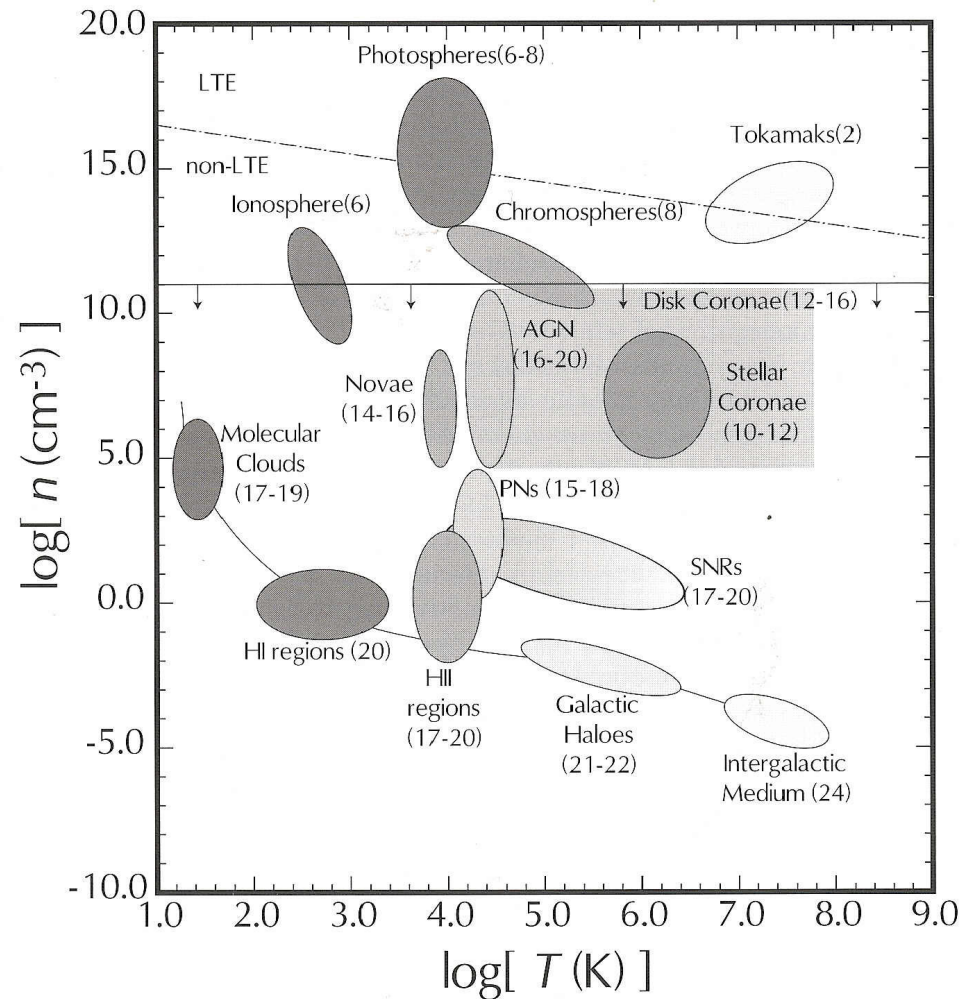 20.0
Photospheres(6-8)
LTE
Tokamaks(2)
15.0
non-LTE
Ionosphere(6)
Chromospheres(8)
10.0
Disk Coronae(12-16)
AGN
(16-20)
Novae
(14-16)
Stellar
Coronae
(10-12)
5.0
Molecular
Clouds
(17-19)
PNs (15-18)
SNRs
(17-20)
0.0
HI regions (20)
HII
regions
(17-20)
Galactic
Haloes
(21-22)
-5.0
Intergalactic
Medium (24)
-10.0
1.0 2.0 3.0 4.0 5.0 6.0 7.0 8.0 9.0
log[ n (cm-3) ]
log[ T (K) ]